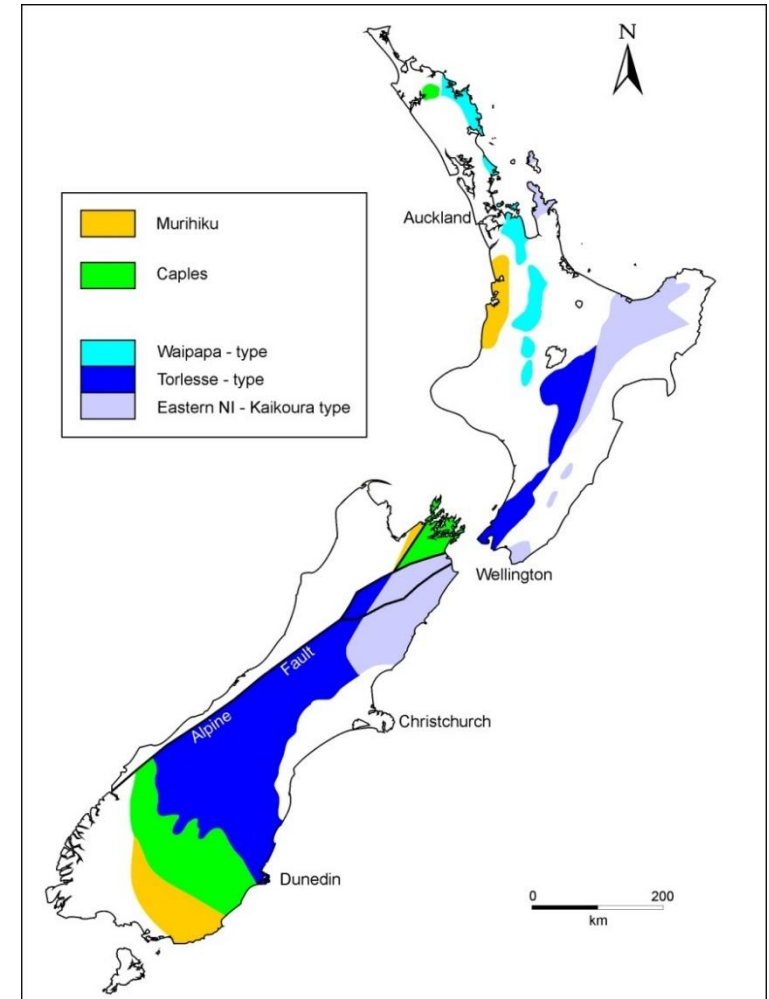 N
Auckland
Murihiku
Caples
Waipapa - type
Torlesse - type
Eastern NI - Kaikoura type
Wellington
Alpine Fault
Christchurch
Dunedin
0 200
km